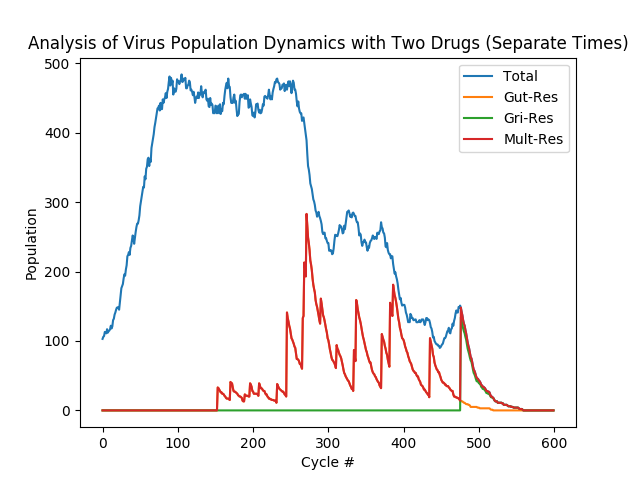 Analysis of Virus Population Dynamics with Two Drugs (Separate Times)
500
400
300
200
100
0
Population
Total
Gut-Res
Gri-Res
Mult-Res
0 100 200 300 400 500 600
Cycle #